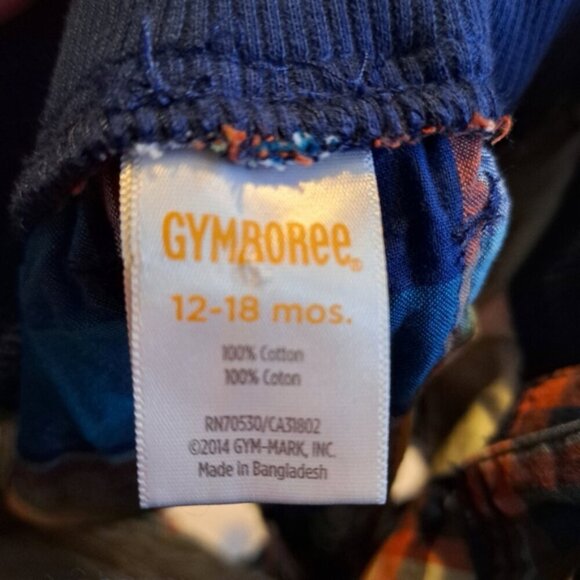 GYMBOREE®
12-18 mos.
100% Cotton
100% Coton
RN70530/CA31802
©2014 GYM-MARK, INC.
Made in Bangladesh